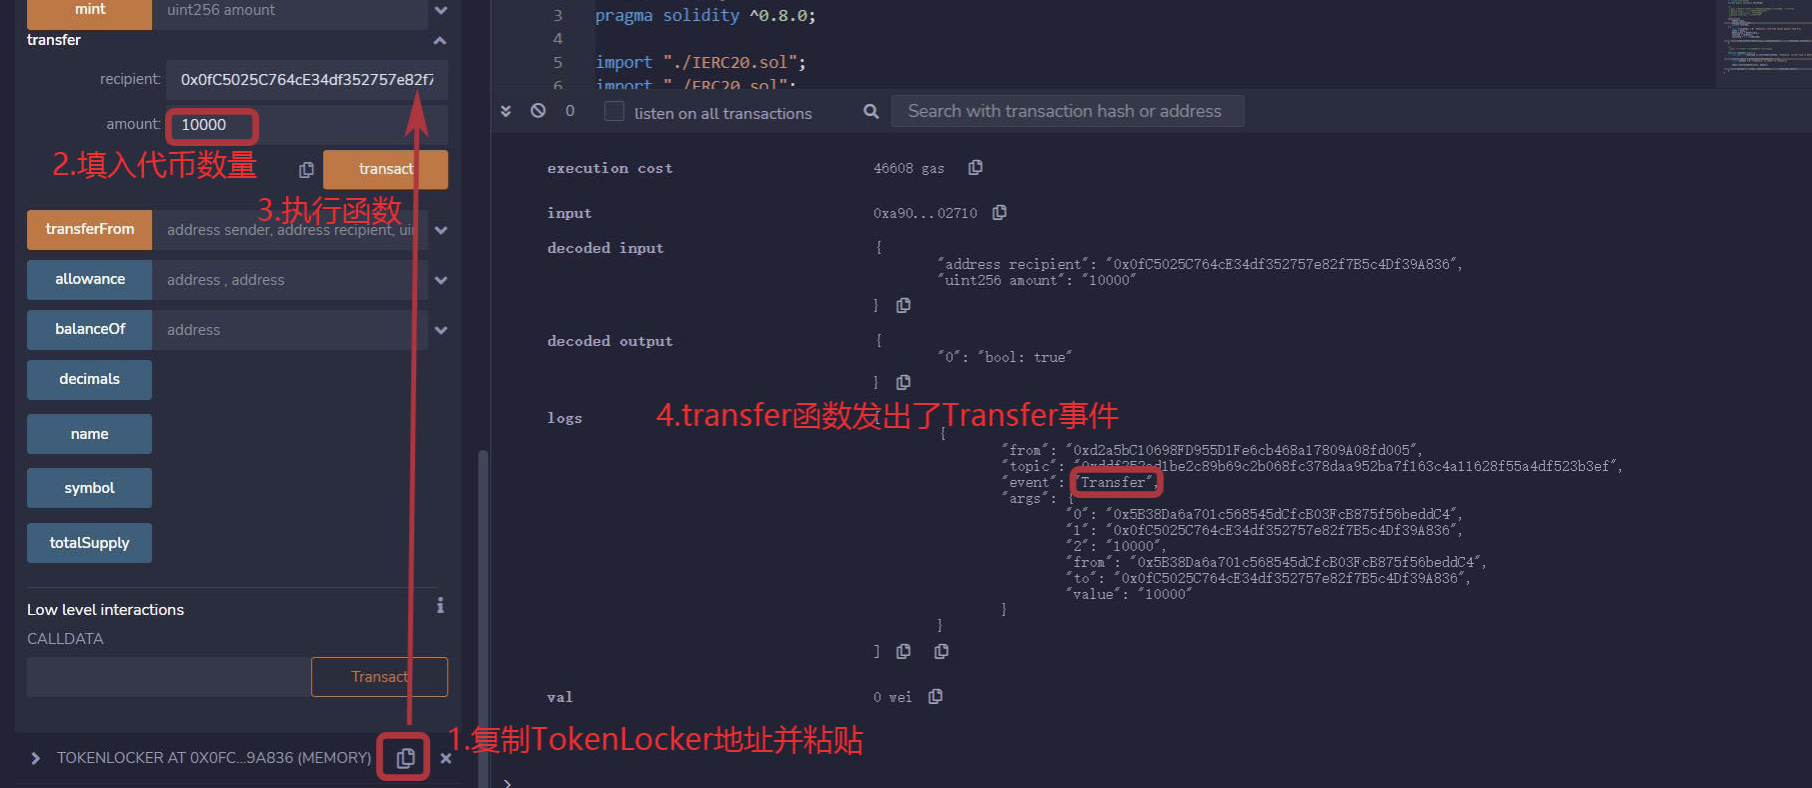 mint
uint256 amount
transfer
recipient:
0x0fC5025C764cE34df352757e82f7
amount:
10000
2.填入代币数量
transact
3.执行函数
transferFrom
address sender, address recipient, ui
allowance
address , address
balanceOf
address
decimals
name
symbol
totalSupply
Low level interactions
i
CALLDATA
Transact
TOKENLOCKER AT 0X0FC...9A836 (MEMORY)
1.复制TokenLocker地址并粘贴
3 pragma solidity ^0.8.0;
4
5 import "./IERC20.sol";
6 import "./ERC20.sol";
0
listen on all transactions
Search with transaction hash or address
execution cost
46608 gas
input
0xa90...02710
decoded input
{
"address recipient": "0x0fC5025C764cE34df352757e82f7B5c4Df39A836",
"uint256 amount": "10000"
}
decoded output
{
"0": "bool: true"
}
logs
4.transfer函数发出了Transfer事件
[
{
"from": "0xd2a5bC10698FD955D1Fe6cb468a17809A08fd005",
"topic": "0xddf252ad1be2c89b69c2b068fc378daa952ba7f163c4a11628f55a4df523b3ef",
"event": "Transfer",
"args": {
"0": "0x5B38Da6a701c568545dCfcB03FcB875f56beddC4",
"1": "0x0fC5025C764cE34df352757e82f7B5c4Df39A836",
"2": "10000",
"from": "0x5B38Da6a701c568545dCfcB03FcB875f56beddC4",
"to": "0x0fC5025C764cE34df352757e82f7B5c4Df39A836",
"value": "10000"
}
}
]
val
0 wei
>